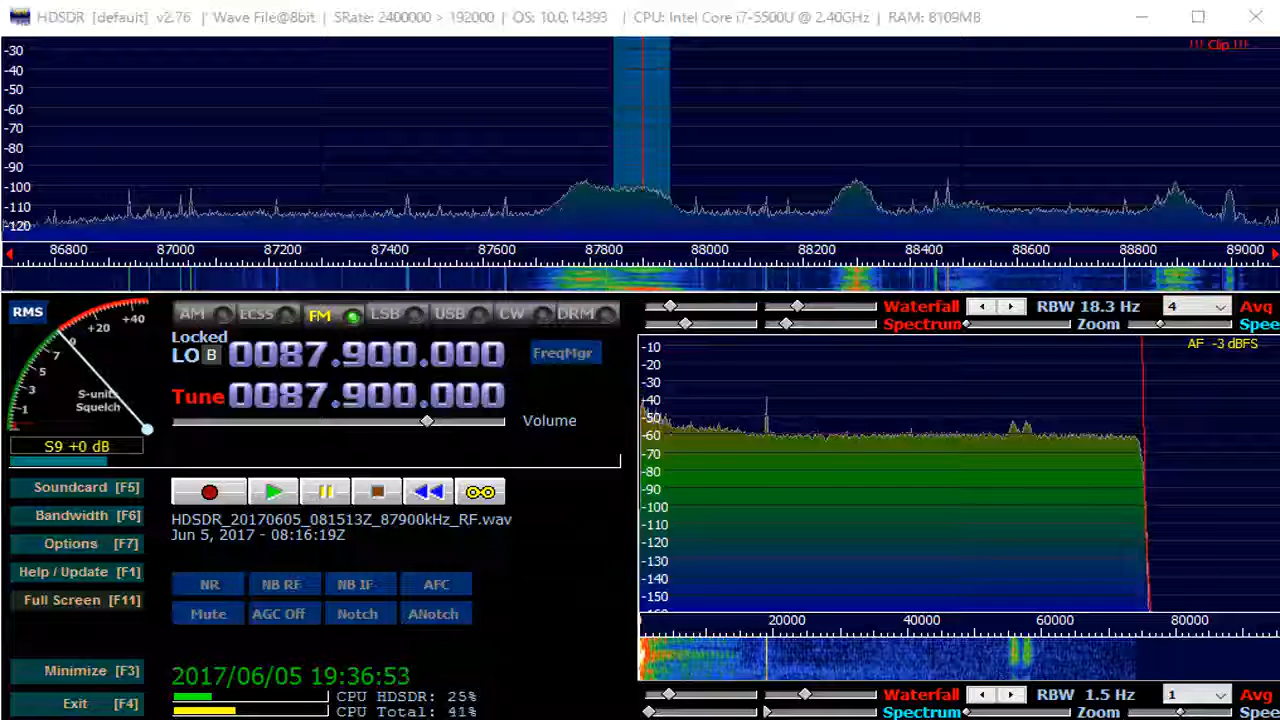 HDSDR [default] v2.76 | Wave File@8bit | SRate: 2400000 > 192000 | OS: 10.0.14393 | CPU: Intel Core i7-5500U @ 2.40GHz | RAM: 8109MB
!!! Clip !!!
-30
-40
-50
-60
-70
-80
-90
-100
-110
-120
86800 87000 87200 87400 87600 87800 88000 88200 88400 88600 88800 89000
RMS
+20 +40
9
7
5
3
1
S-units
Squelch
S9 +0 dB
AM ECSS FM LSB USB CW DRM
Locked
LO B 0087.900.000
FreqMgr
Tune 0087.900.000
Volume
Soundcard [F5]
Bandwidth [F6]
Options [F7]
Help / Update [F1]
Full Screen [F11]
Minimize [F3]
Exit [F4]
HDSDR_20170605_081513Z_87900kHz_RF.wav
Jun 5, 2017 - 08:16:19Z
NR NB RF NB IF AFC
Mute AGC Off Notch ANotch
2017/06/05 19:36:53
CPU HDSDR: 25%
CPU Total: 41%
Waterfall RBW 18.3 Hz 4 Avg
Spectrum Zoom Spee
AF -3 dBFS
-10
-20
-30
-40
-50
-60
-70
-80
-90
-100
-110
-120
-130
-140
-150
0 20000 40000 60000 80000
Waterfall RBW 1.5 Hz 1 Avg
Spectrum Zoom Spee